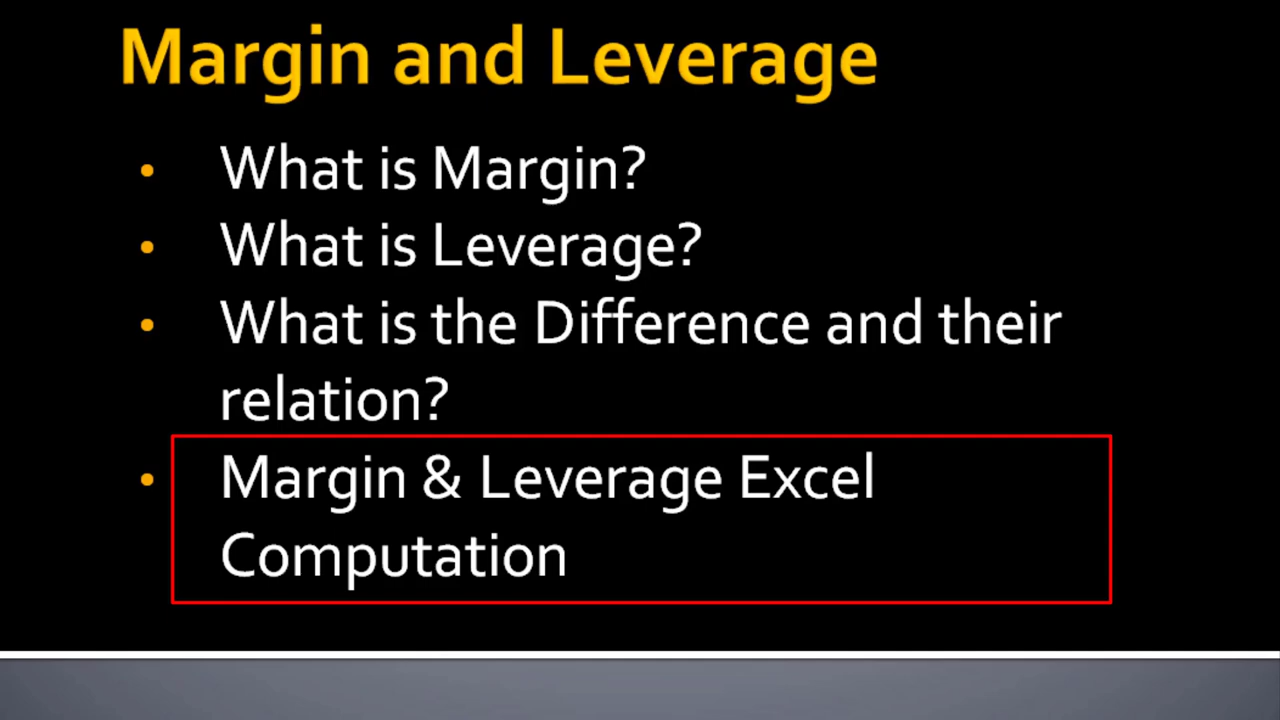 Margin and Leverage
• What is Margin?
• What is Leverage?
• What is the Difference and their
relation?
• Margin & Leverage Excel
Computation